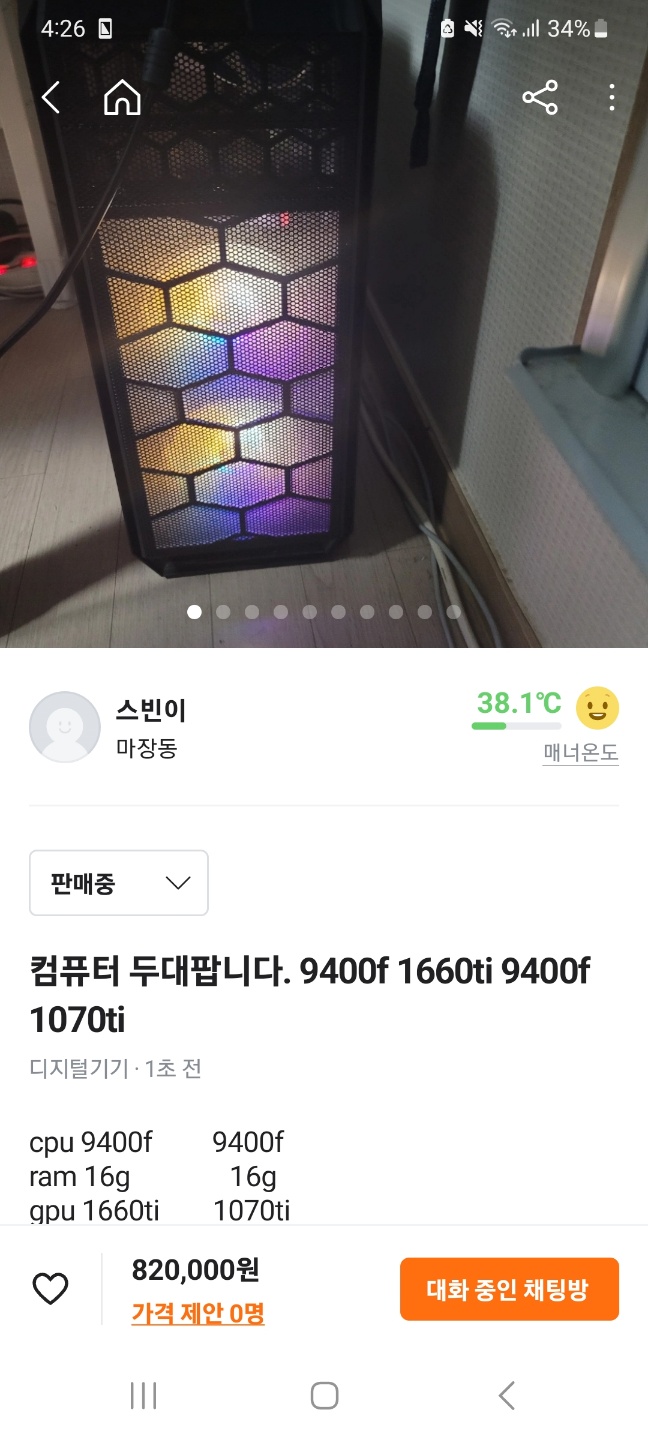 4:26
34%
스빈이
마장동
38.1℃
매너온도
판매중
컴퓨터 두대팝니다. 9400f 1660ti 9400f
1070ti
디지털기기 · 1초 전
cpu 9400f 9400f
ram 16g 16g
gpu 1660ti 1070ti
820,000원
가격 제안 0명
대화 중인 채팅방